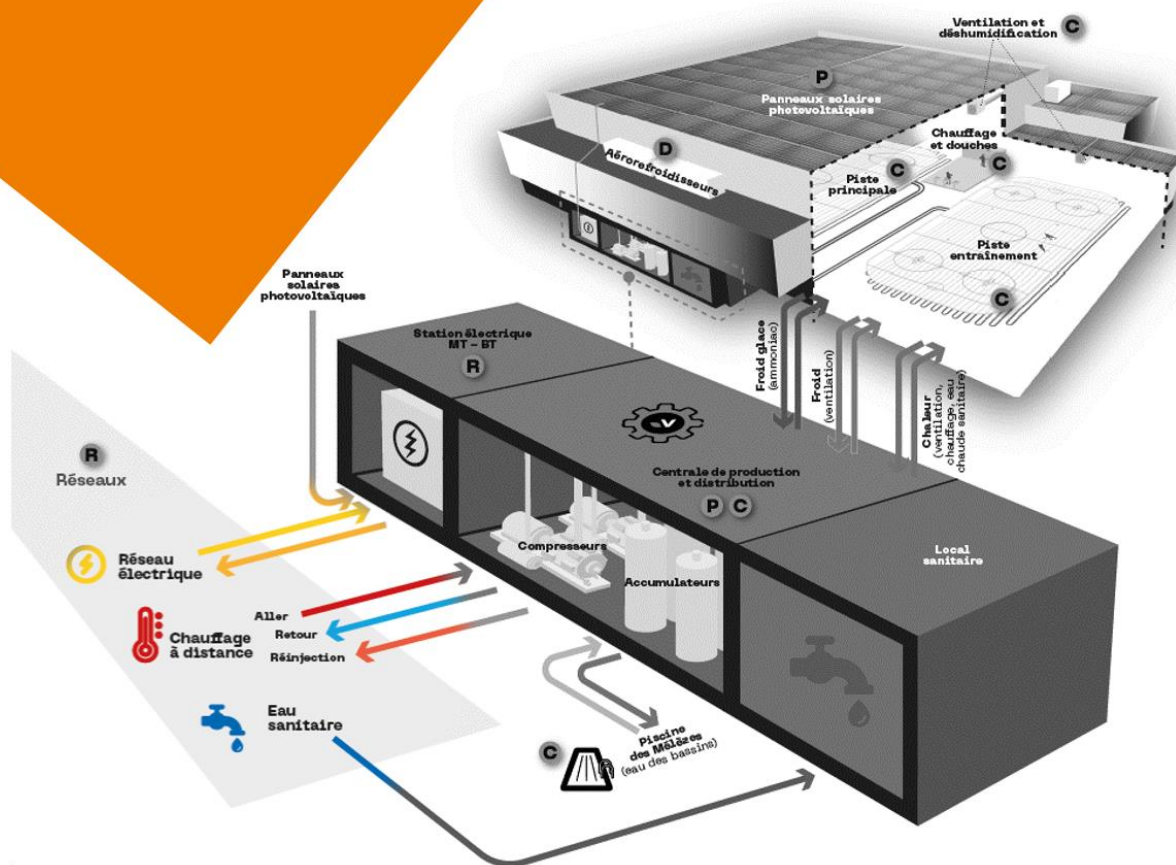 Ventilation et
déshumidification
C
P
Panneaux solaires
photovoltaïques
D
Aérorefroidisseurs
Chauffage
et douches
C
Piste
principale
C
Piste
entraînement
C
Panneaux
solaires
photovoltaïques
Station électrique
MT – BT
R
Froid glace
(ammoniac)
Froid
(ventilation)
Chaleur
(ventilation,
chauffage, eau
chaude sanitaire)
V
Centrale de production
et distribution
P C
R
Réseaux
Compresseurs
Accumulateurs
Local
sanitaire
Réseau
électrique
Chauffage
à distance
Aller
Retour
Réinjection
Eau
sanitaire
C
Piscine
des Mélèzes
(eau des bassins)